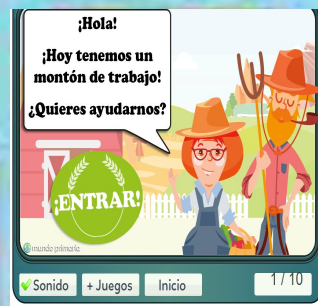 ¡Hola!
¡Hoy tenemos un
montón de trabajo!
¿Quieres ayudarnos?
¡ENTRAR!
mundo primaria
Sonido
+ Juegos
Inicio
1 / 10